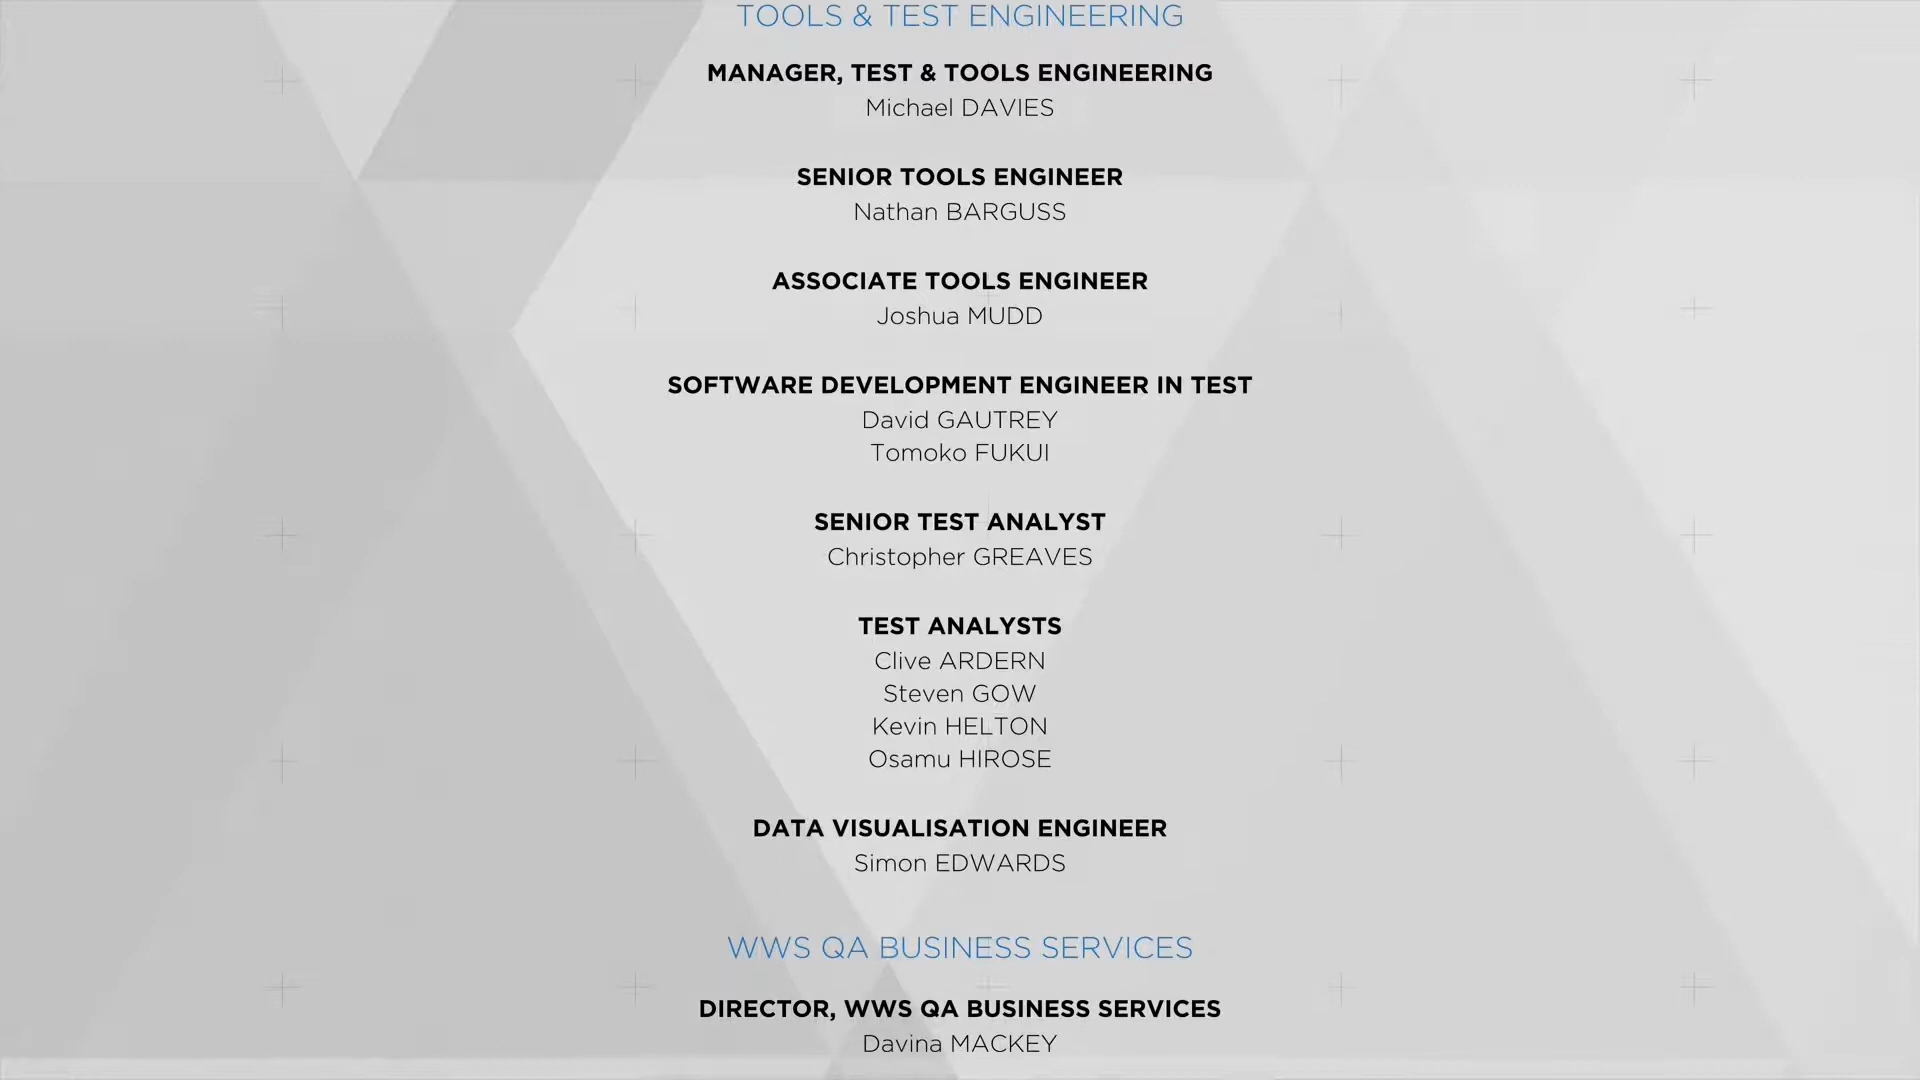 TOOLS & TEST ENGINEERING
MANAGER, TEST & TOOLS ENGINEERING
Michael DAVIES
SENIOR TOOLS ENGINEER
Nathan BARGUSS
ASSOCIATE TOOLS ENGINEER
Joshua MUDD
SOFTWARE DEVELOPMENT ENGINEER IN TEST
David GAUTREY
Tomoko FUKUI
SENIOR TEST ANALYST
Christopher GREAVES
TEST ANALYSTS
Clive ARDERN
Steven GOW
Kevin HELTON
Osamu HIROSE
DATA VISUALISATION ENGINEER
Simon EDWARDS
WWS QA BUSINESS SERVICES
DIRECTOR, WWS QA BUSINESS SERVICES
Davina MACKEY